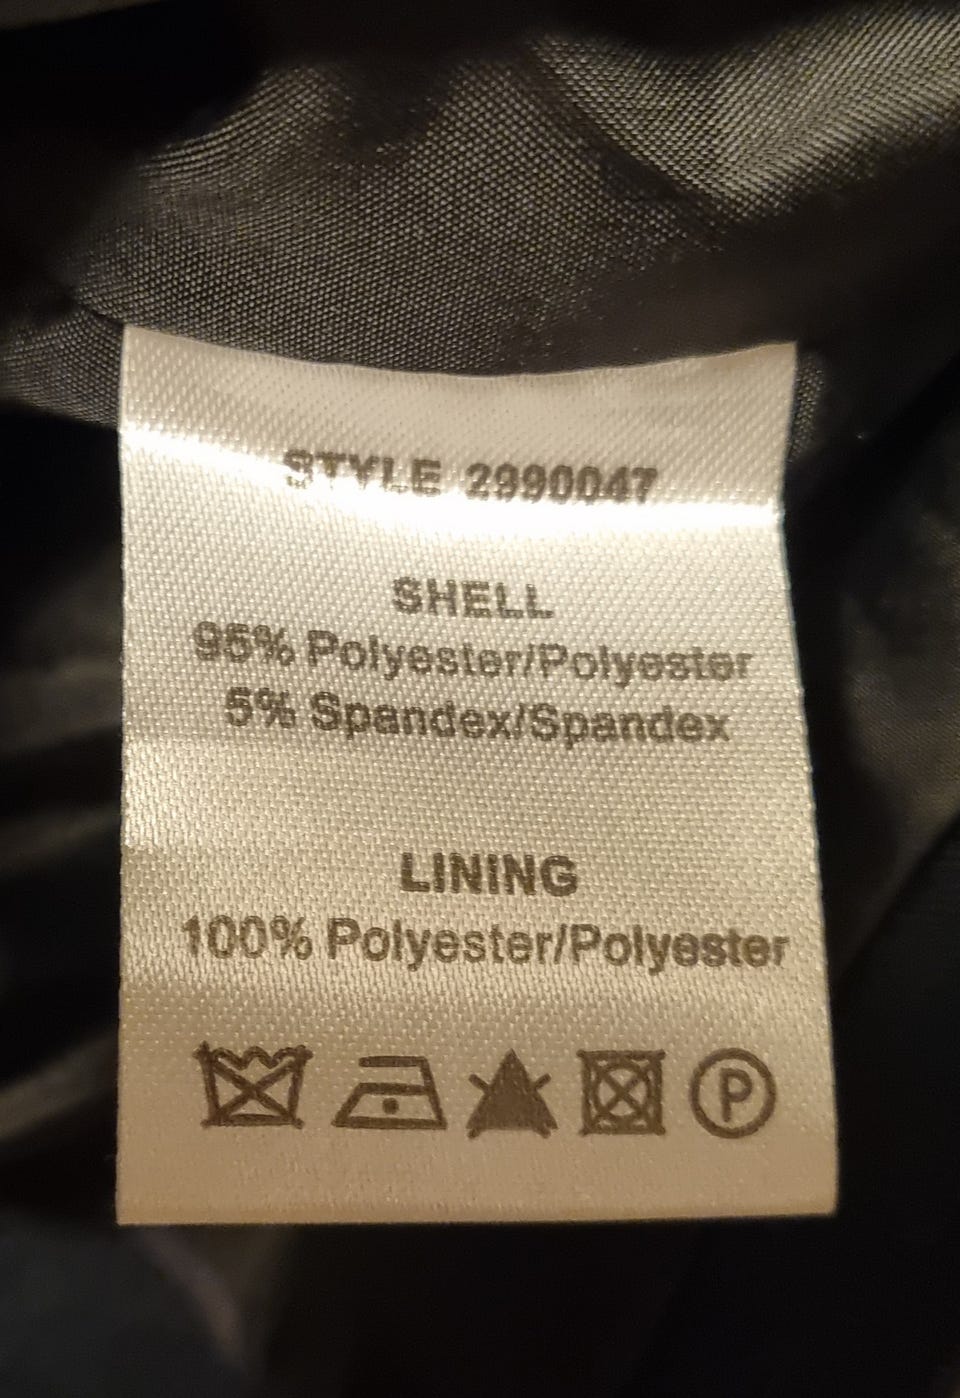 STYLE 2990047
SHELL
95% Polyester/Polyester
5% Spandex/Spandex
LINING
100% Polyester/Polyester
P